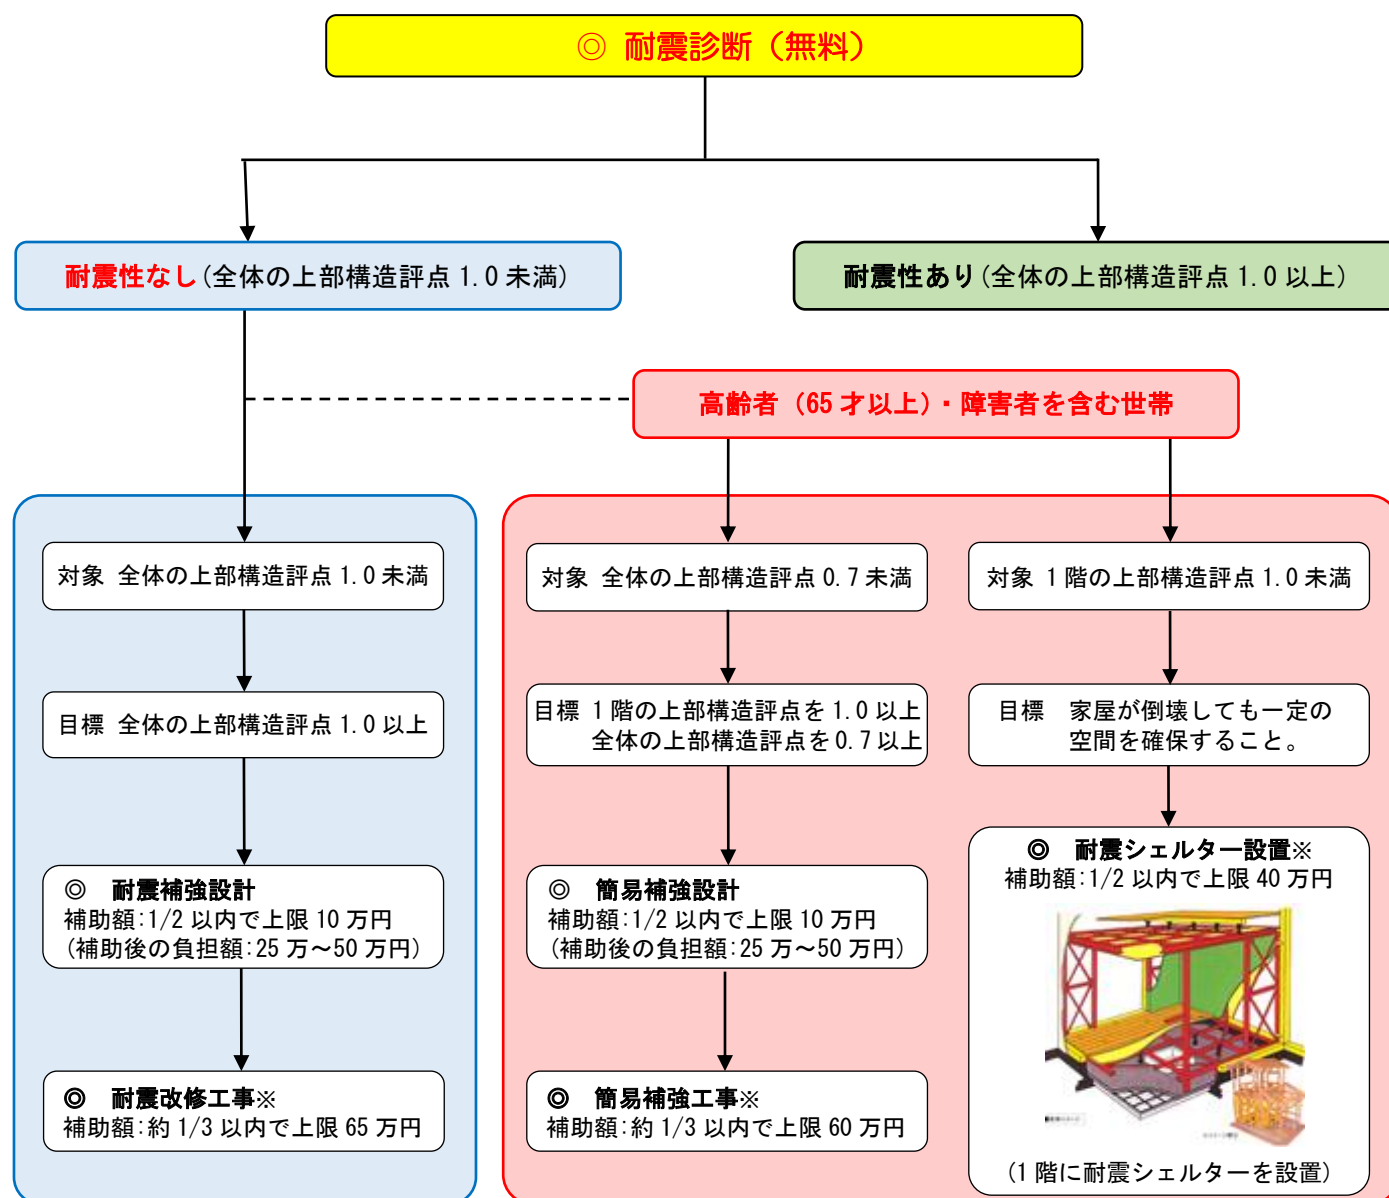 ◎ 耐震診断（無料）
耐震性なし(全体の上部構造評点 1.0 未満)
耐震性あり(全体の上部構造評点 1.0 以上)
高齢者（65 才以上）・障害者を含む世帯
対象 全体の上部構造評点 1.0 未満
目標 全体の上部構造評点 1.0 以上
◎ 耐震補強設計
補助額：1/2 以内で上限 10 万円
(補助後の負担額：25 万～50 万円)
◎ 耐震改修工事※
補助額：約 1/3 以内で上限 65 万円
対象 全体の上部構造評点 0.7 未満
目標 1 階の上部構造評点を 1.0 以上
全体の上部構造評点を 0.7 以上
◎ 簡易補強設計
補助額：1/2 以内で上限 10 万円
(補助後の負担額：25 万～50 万円)
◎ 簡易補強工事※
補助額：約 1/3 以内で上限 60 万円
対象 1 階の上部構造評点 1.0 未満
目標 家屋が倒壊しても一定の
空間を確保すること。
◎ 耐震シェルター設置※
補助額：1/2 以内で上限 40 万円
(1 階に耐震シェルターを設置)